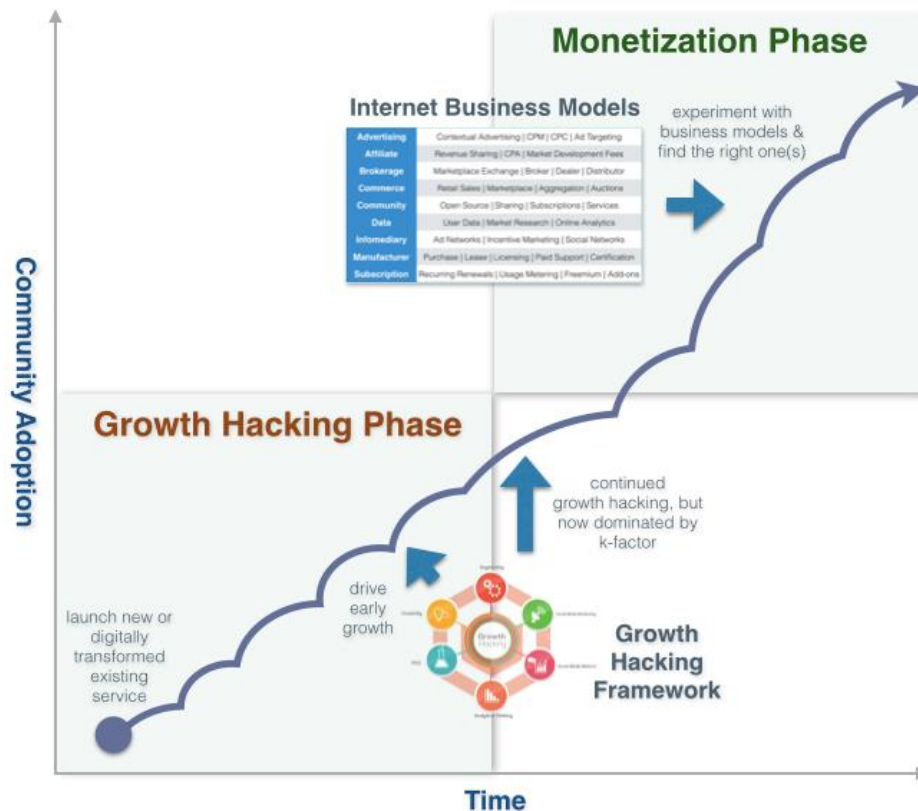 Monetization Phase
Internet Business Models
Advertising Contextual Advertising | CPM | CPC | Ad Targeting
Affiliate Revenue Sharing | CPA | Market Development Fees
Brokerage Marketplace Exchange | Broker | Dealer | Distributor
Commerce Retail Sales | Marketplace | Aggregation | Auctions
Community Open Source | Sharing | Subscriptions | Services
Data User Data | Market Research | Online Analytics
Infomediary Ad Networks | Incentive Marketing | Social Networks
Manufacturer Purchase | Lease | Licensing | Paid Support | Certification
Subscription Recurring Renewals | Usage Metering | Freemium | Add-ons
experiment with
business models &
find the right one(s)
Community Adoption
Growth Hacking Phase
continued
growth hacking, but
now dominated by
k-factor
drive
early
growth
launch new or
digitally
transformed
existing
service
Engineering
Growth
Hacking
Growth
Hacking
Framework
Time